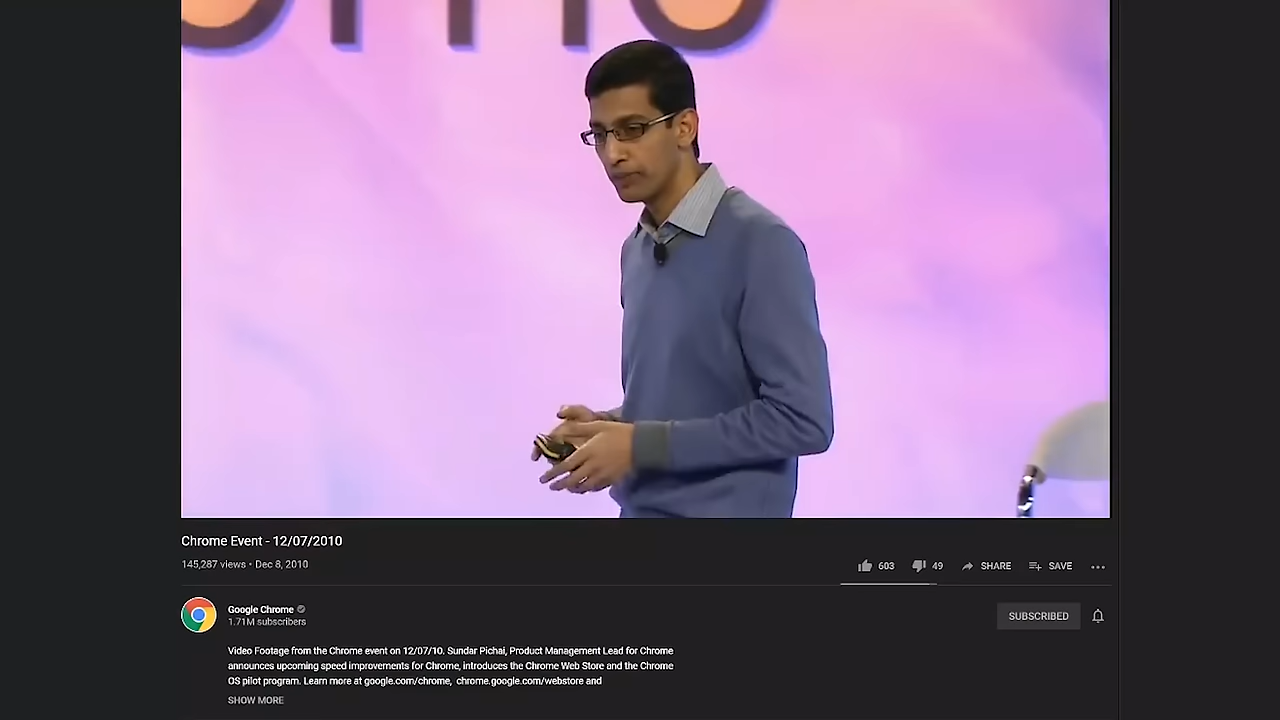 Chrome Event - 12/07/2010
145,287 views • Dec 8, 2010
603 49 SHARE SAVE
Google Chrome
1.71M subscribers
SUBSCRIBED
Video Footage from the Chrome event on 12/07/10. Sundar Pichai, Product Management Lead for Chrome
announces upcoming speed improvements for Chrome, introduces the Chrome Web Store and the Chrome
OS pilot program. Learn more at google.com/chrome, chrome.google.com/webstore and
SHOW MORE